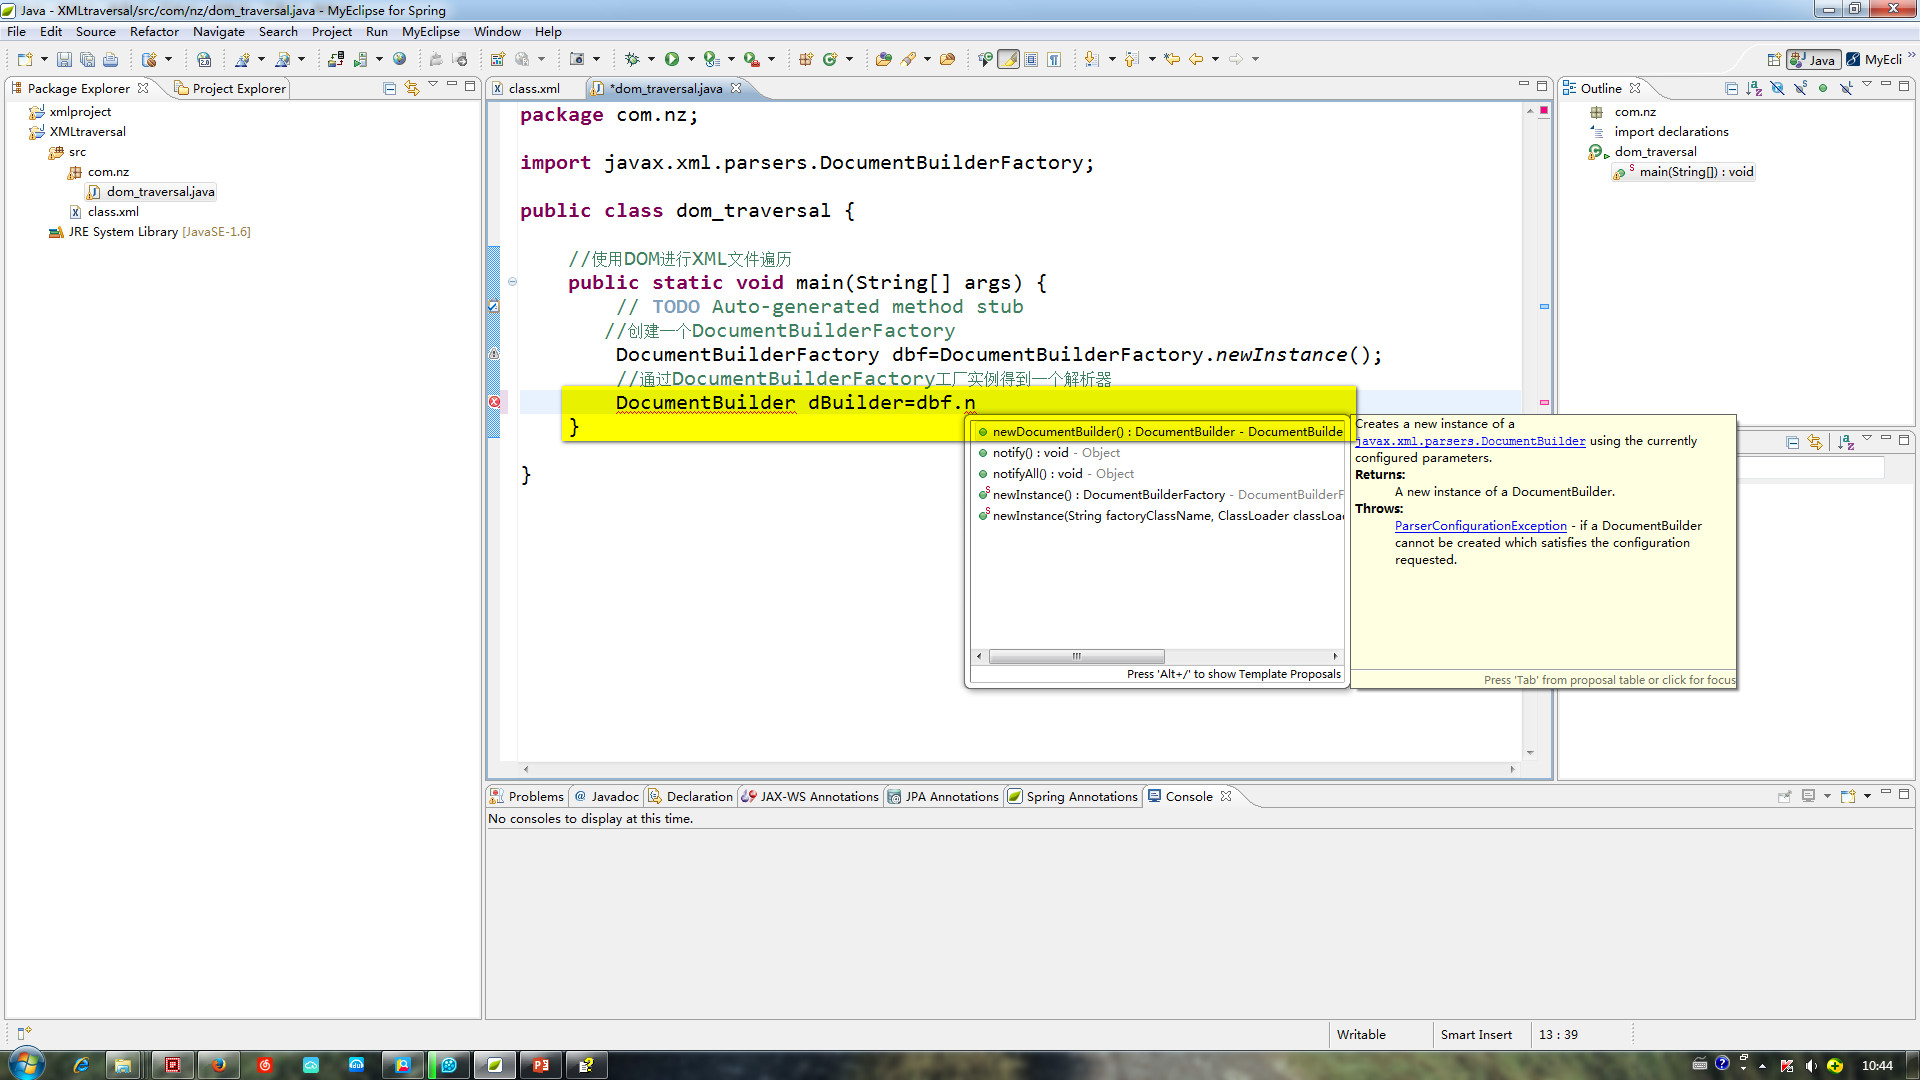 Java - XMLtraversal/src/com/nz/dom_traversal.java - MyEclipse for Spring
File Edit Source Refactor Navigate Search Project Run MyEclipse Window Help
Java MyEcli
Package Explorer Project Explorer
xmlproject
XMLtraversal
src
com.nz
dom_traversal.java
class.xml
JRE System Library [JavaSE-1.6]
class.xml *dom_traversal.java
package com.nz;
import javax.xml.parsers.DocumentBuilderFactory;
public class dom_traversal {
//使用DOM进行XML文件遍历
public static void main(String[] args) {
// TODO Auto-generated method stub
//创建一个DocumentBuilderFactory
DocumentBuilderFactory dbf=DocumentBuilderFactory.newInstance();
//通过DocumentBuilderFactory工厂实例得到一个解析器
DocumentBuilder dBuilder=dbf.n
}
}
newDocumentBuilder() : DocumentBuilder - DocumentBuilde
notify() : void - Object
notifyAll() : void - Object
newInstance() : DocumentBuilderFactory - DocumentBuilderF
newInstance(String factoryClassName, ClassLoader classLoa
Press 'Alt+/' to show Template Proposals
Creates a new instance of a
javax.xml.parsers.DocumentBuilder using the currently
configured parameters.
Returns:
A new instance of a DocumentBuilder.
Throws:
ParserConfigurationException - if a DocumentBuilder
cannot be created which satisfies the configuration
requested.
Press 'Tab' from proposal table or click for focus
Outline
com.nz
import declarations
dom_traversal
main(String[]) : void
Problems Javadoc Declaration JAX-WS Annotations JPA Annotations Spring Annotations Console
No consoles to display at this time.
Writable Smart Insert 13 : 39
10:44